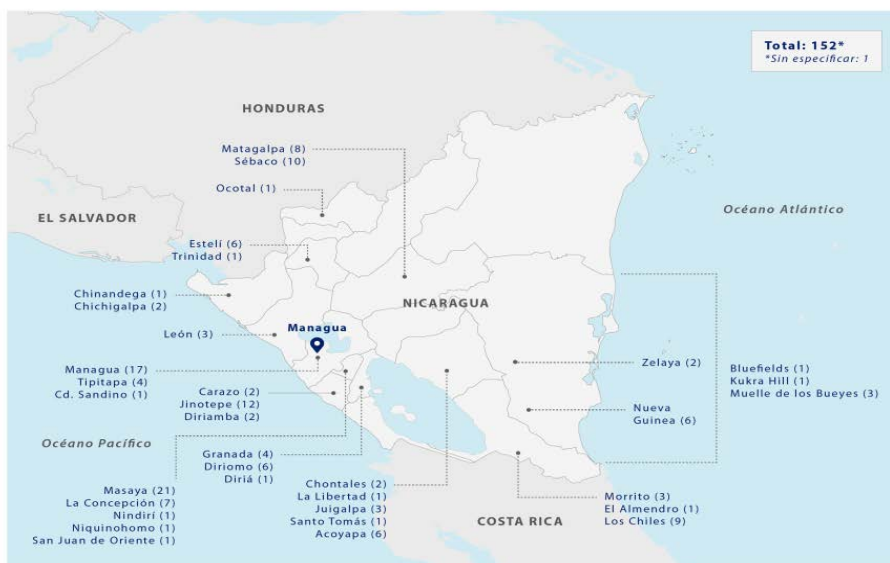 Total: 152*
*Sin especificar: 1
HONDURAS
Matagalpa (8)
Sébaco (10)
Ocotal (1)
EL SALVADOR
Océano Atlántico
Estelí (6)
Trinidad (1)
Chinandega (1)
Chichigalpa (2)
NICARAGUA
León (3)
Managua
Managua (17)
Tipitapa (4)
Cd. Sandino (1)
Zelaya (2)
Bluefields (1)
Kukra Hill (1)
Muelle de los Bueyes (3)
Carazo (2)
Jinotepe (12)
Diriamba (2)
Nueva
Guinea (6)
Océano Pacífico
Granada (4)
Diriomo (6)
Diriá (1)
Masaya (21)
La Concepción (7)
Nindirí (1)
Niquinohomo (1)
San Juan de Oriente (1)
Chontales (2)
La Libertad (1)
Juigalpa (3)
Santo Tomás (1)
Acoyapa (6)
COSTA RICA
Morrito (3)
El Almendro (1)
Los Chiles (9)